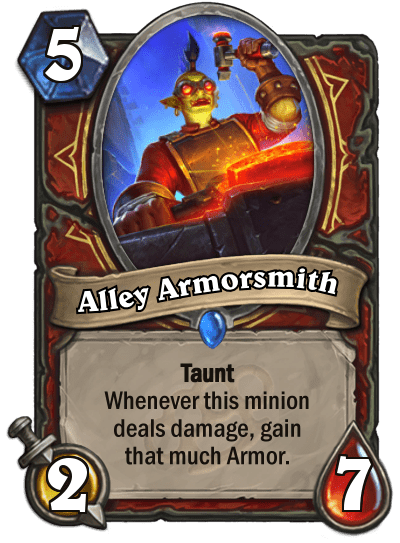 5
Alley Armorsmith
Taunt
Whenever this minion
deals damage, gain
that much Armor.
2
7